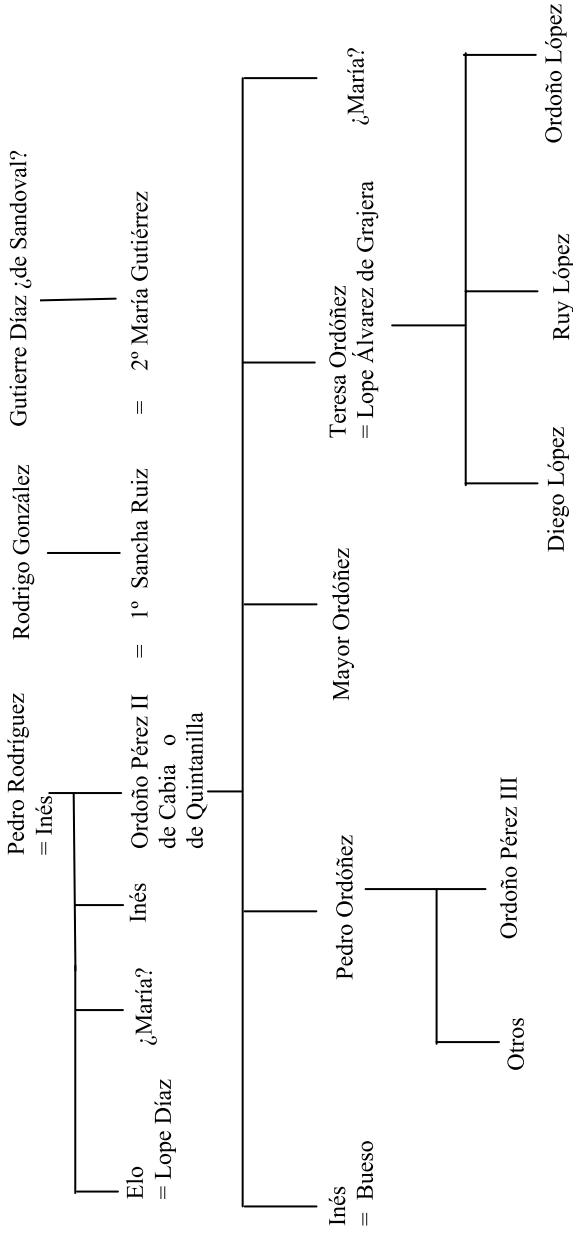 Pedro Rodríguez
= Inés
Rodrigo González
Gutierre Díaz ¿de Sandoval?
Elo
= Lope Díaz
¿María?
Inés
Ordoño Pérez II
de Cabia o
de Quintanilla
= 1º Sancha Ruiz
= 2º María Gutiérrez
Inés
= Bueso
Pedro Ordóñez
Mayor Ordóñez
Teresa Ordóñez
= Lope Álvarez de Grajera
¿María?
Otros
Ordoño Pérez III
Diego López
Ruy López
Ordoño López